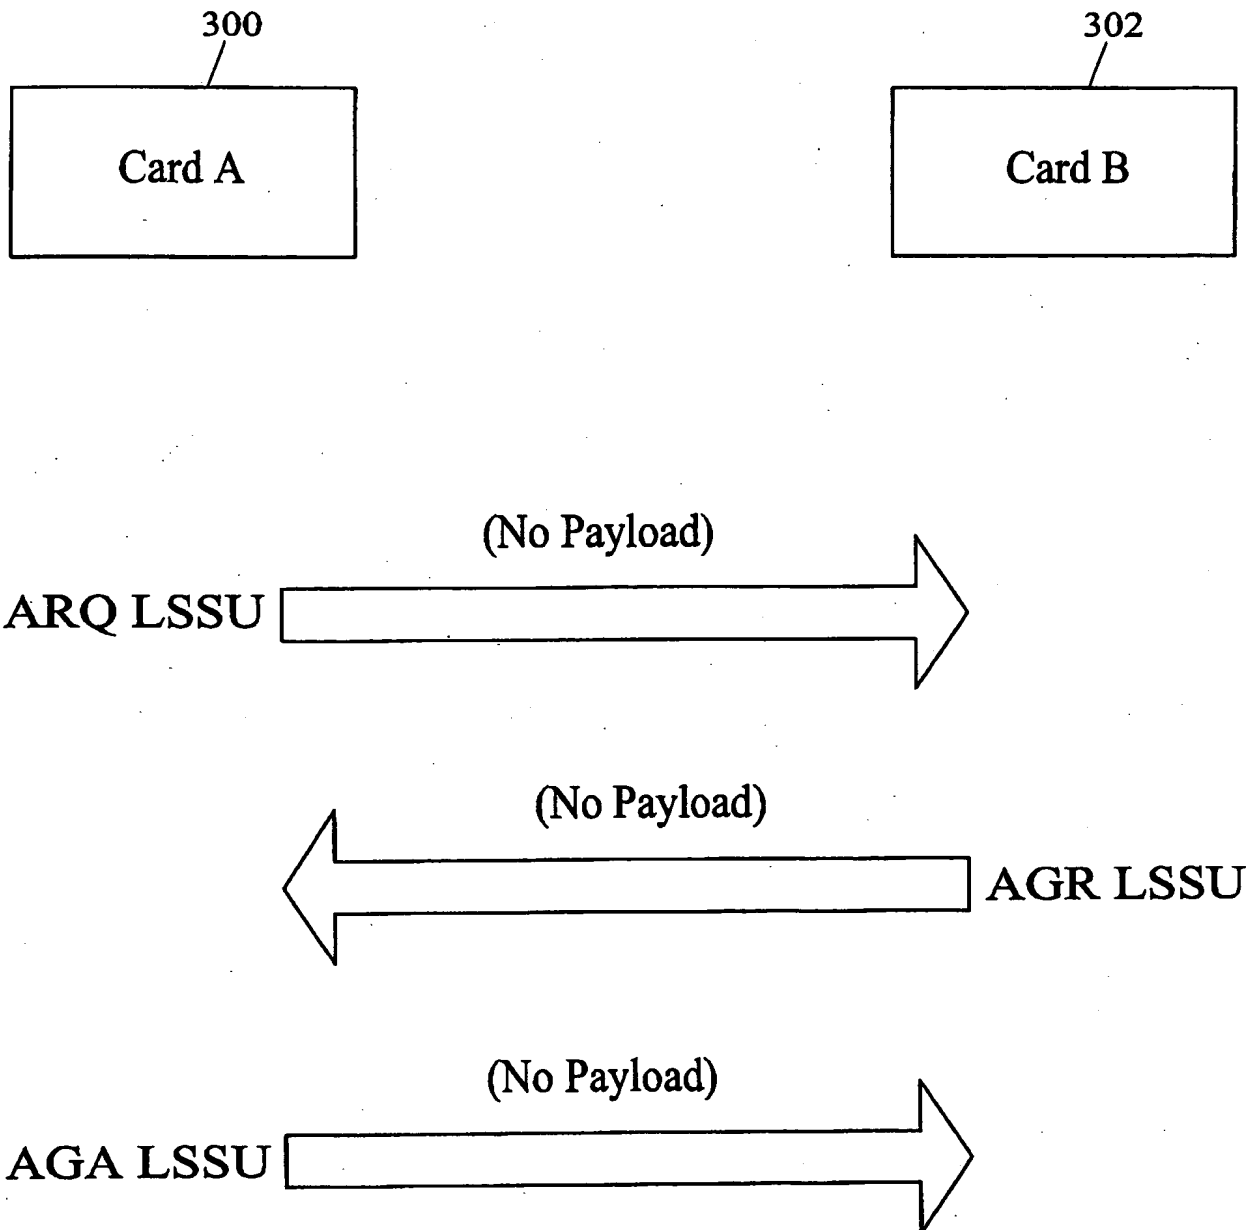 300
302
Card A
Card B
(No Payload)
ARQ LSSU
(No Payload)
AGR LSSU
(No Payload)
AGA LSSU